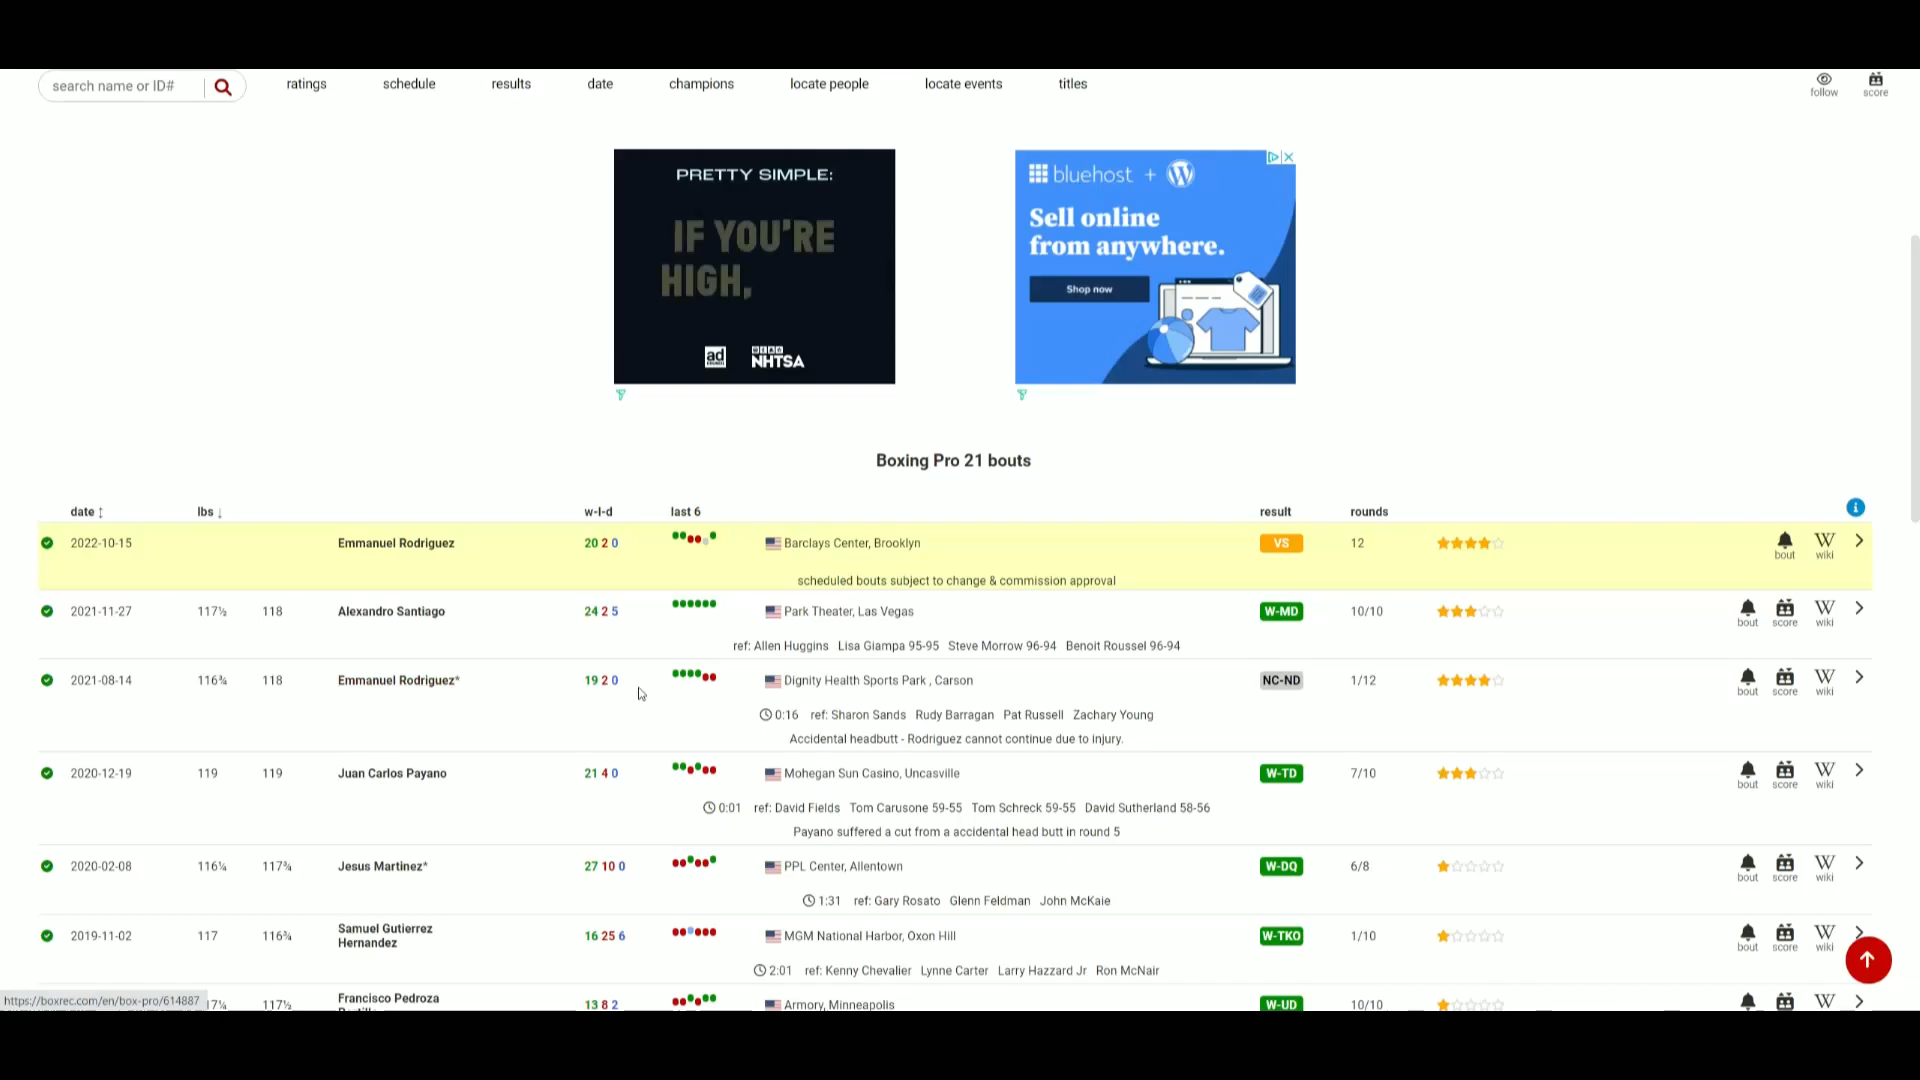 search name or ID#
ratings
schedule
results
date
champions
locate people
locate events
titles
follow
score
PRETTY SIMPLE:
IF YOU'RE
HIGH,
ad
NHTSA
bluehost +
Sell online
from anywhere.
Shop now
Boxing Pro 21 bouts
date lbs w-l-d last 6 result rounds
2022-10-15 Emmanuel Rodriguez 20 2 0 Barclays Center, Brooklyn VS 12
bout wiki
scheduled bouts subject to change & commission approval
2021-11-27 117½ 118 Alexandro Santiago 24 2 5 Park Theater, Las Vegas W-MD 10/10
bout score wiki
ref: Allen Huggins Lisa Giampa 95-95 Steve Morrow 96-94 Benoit Roussel 96-94
2021-08-14 116¾ 118 Emmanuel Rodriguez* 19 2 0 Dignity Health Sports Park , Carson NC-ND 1/12
bout score wiki
0:16 ref: Sharon Sands Rudy Barragan Pat Russell Zachary Young
Accidental headbutt - Rodriguez cannot continue due to injury.
2020-12-19 119 119 Juan Carlos Payano 21 4 0 Mohegan Sun Casino, Uncasville W-TD 7/10
bout score wiki
0:01 ref: David Fields Tom Carusone 59-55 Tom Schreck 59-55 David Sutherland 58-56
Payano suffered a cut from a accidental head butt in round 5
2020-02-08 116¼ 117¾ Jesus Martinez* 27 10 0 PPL Center, Allentown W-DQ 6/8
bout score wiki
1:31 ref: Gary Rosato Glenn Feldman John McKaie
2019-11-02 117 116¾ Samuel Gutierrez 16 25 6 MGM National Harbor, Oxon Hill W-TKO 1/10
Hernandez
bout score wiki
2:01 ref: Kenny Chevalier Lynne Carter Larry Hazzard Jr Ron McNair
https://boxrec.com/en/box-pro/614887
117½ Francisco Pedroza 13 8 2 Armory, Minneapolis W-UD 10/10